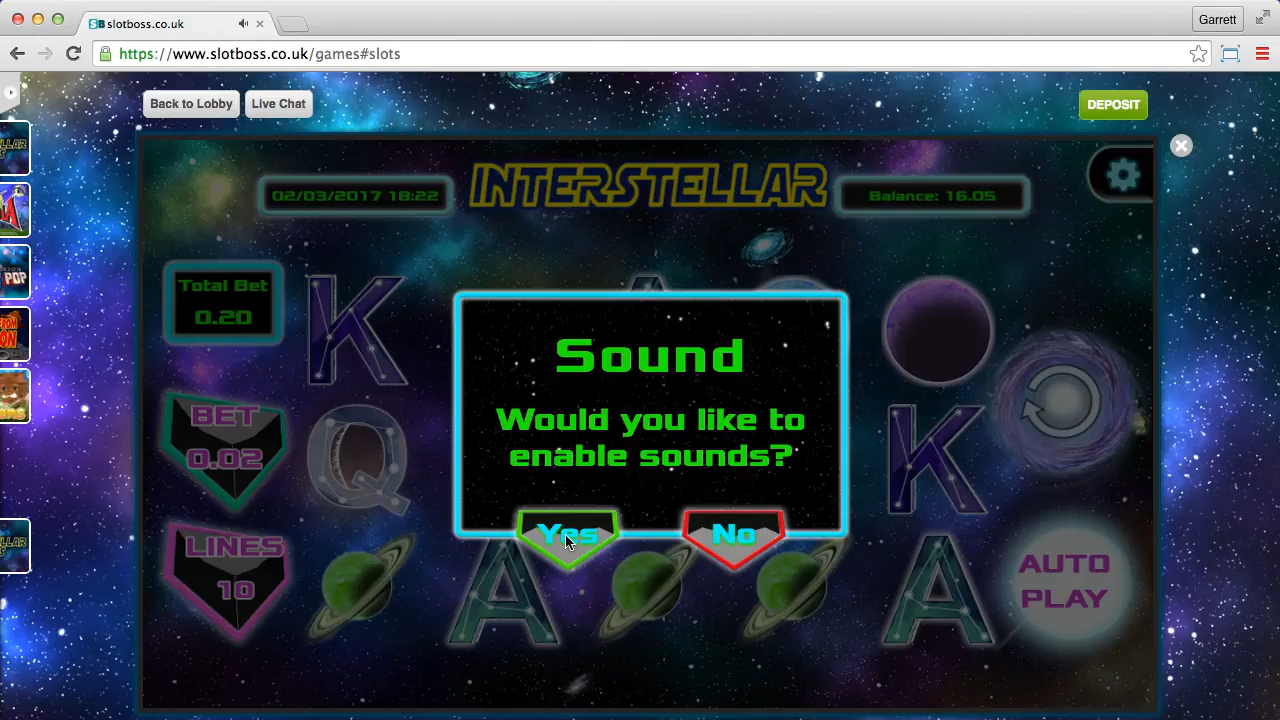 slotboss.co.uk
Garrett
https://www.slotboss.co.uk/games#slots
Back to Lobby
Live Chat
DEPOSIT
INTERSTELLAR
02/03/2017 18:22
Balance: 16.05
Total Bet
0.20
K
Sound
Would you like to
enable sounds?
Yes
No
BET
0.02
Q
K
LINES
10
A
A
AUTO
PLAY